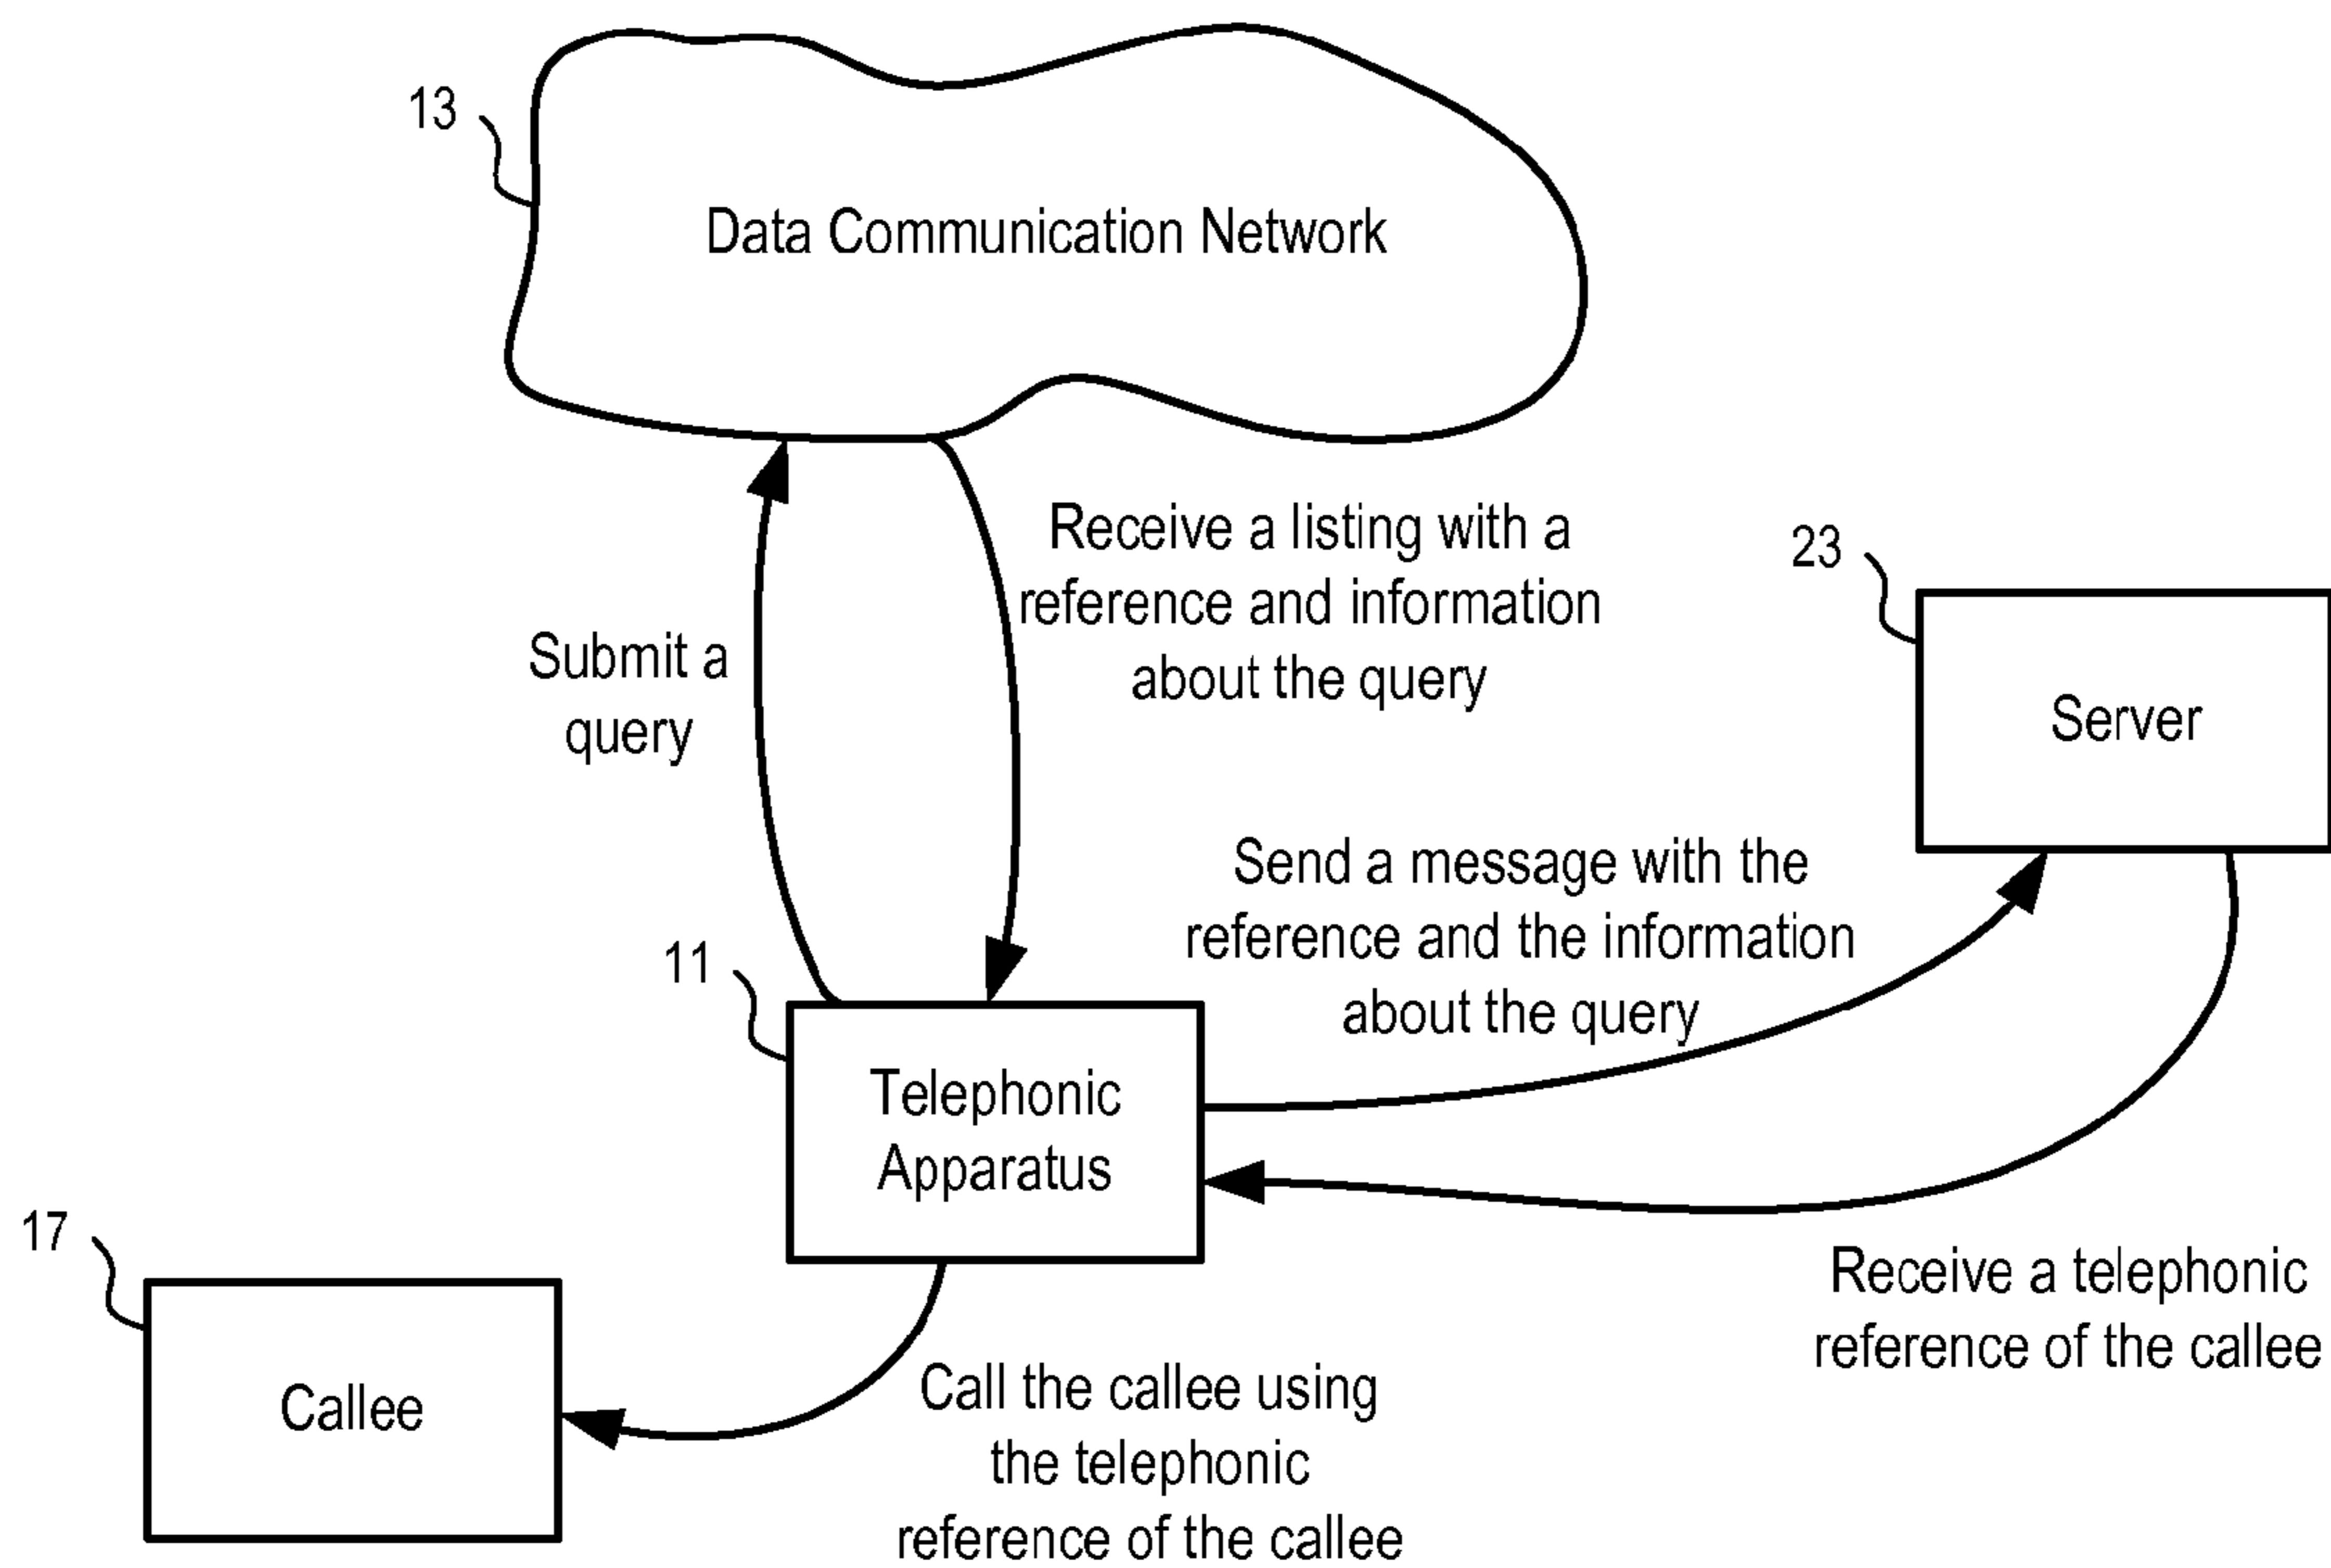 13
Data Communication Network
Receive a listing with a
reference and information
about the query
Submit a
query
23
Server
Send a message with the
reference and the information
about the query
11
Telephonic
Apparatus
17
Callee
Receive a telephonic
reference of the callee
Call the callee using
the telephonic
reference of the callee